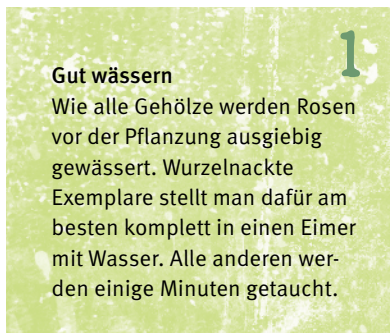 1
Gut wässern
Wie alle Gehölze werden Rosen
vor der Pflanzung ausgiebig
gewässert. Wurzelnackte
Exemplare stellt man dafür am
besten komplett in einen Eimer
mit Wasser. Alle anderen wer-
den einige Minuten getaucht.